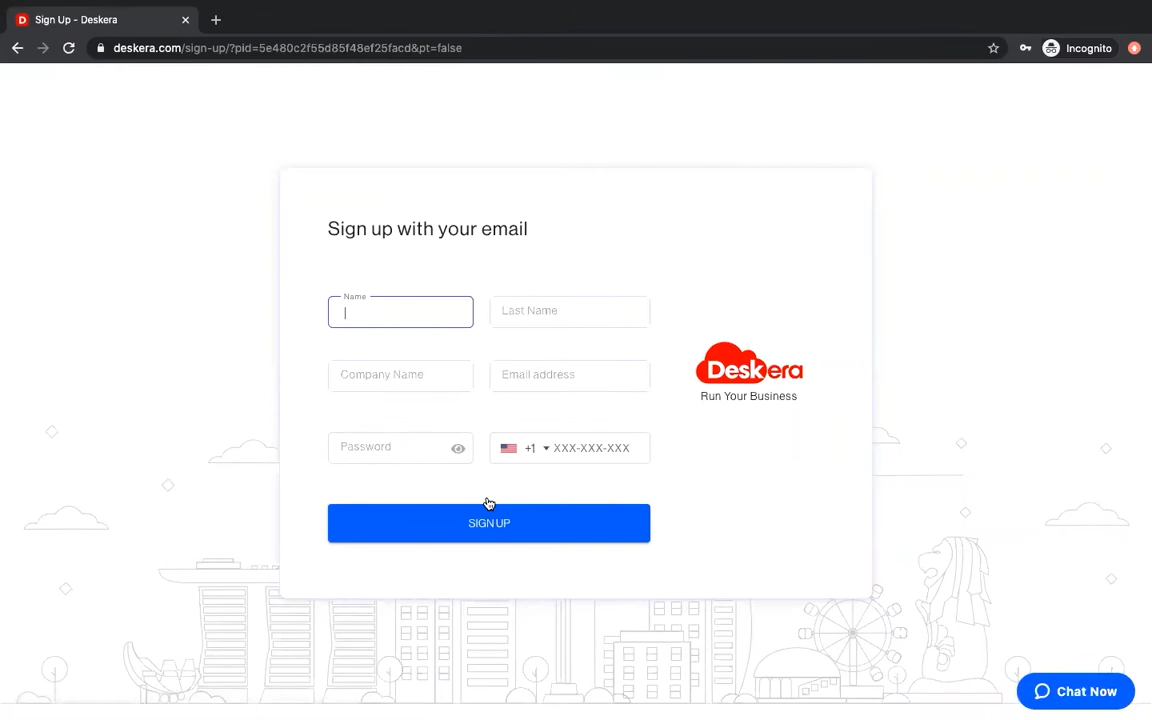 Sign Up - Deskera
deskera.com/sign-up/?pid=5e480c2f55d85f48ef25facd&pt=false
Incognito
Sign up with your email
Name
Last Name
Company Name
Email address
Password
+1 XXX-XXX-XXX
SIGN UP
Deskera
Run Your Business
Chat Now